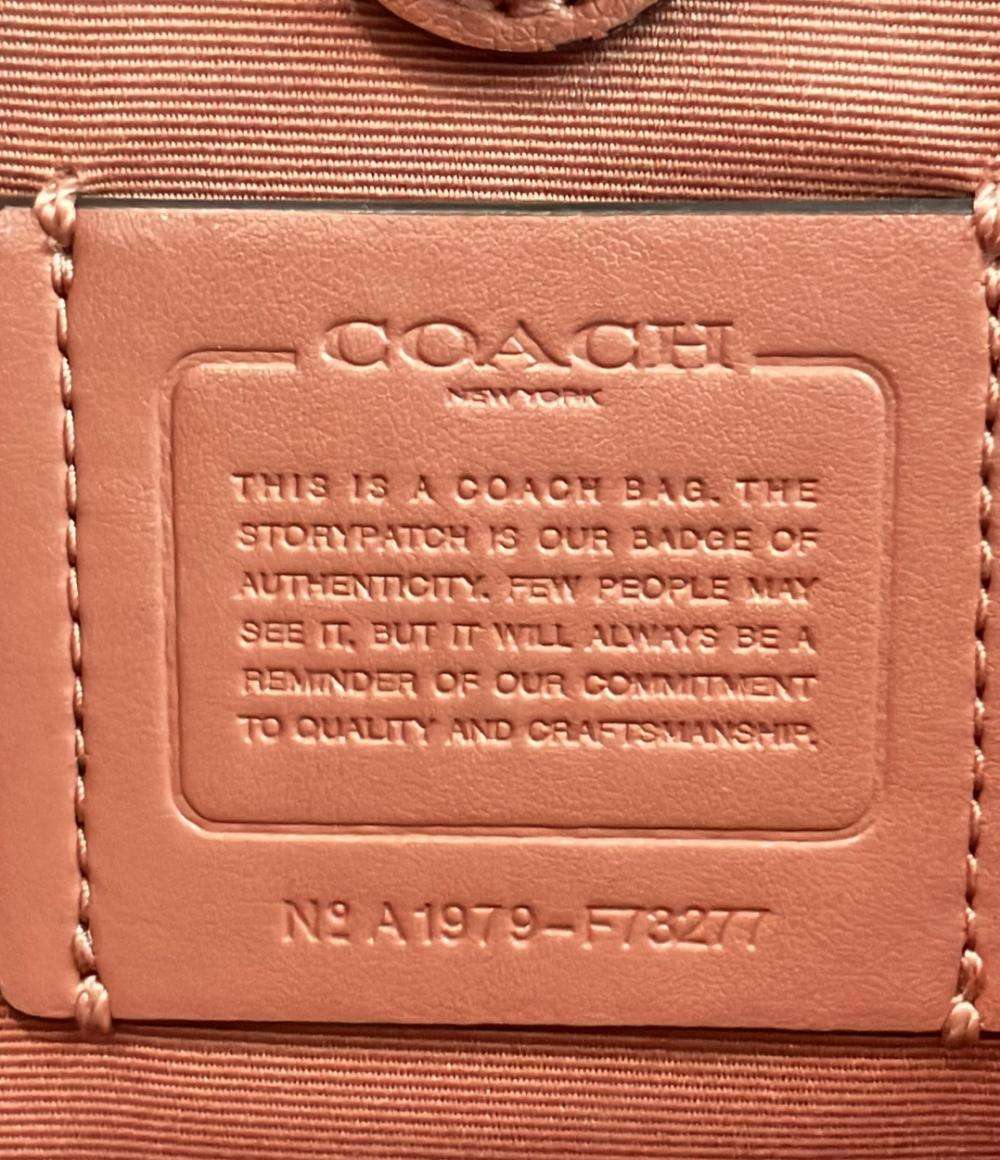 COACH
NEW YORK
THIS IS A COACH BAG. THE
STORYPATCH IS OUR BADGE OF
AUTHENTICITY. FEW PEOPLE MAY
SEE IT, BUT IT WILL ALWAYS BE A
REMINDER OF OUR COMMITMENT
TO QUALITY AND CRAFTSMANSHIP.
Nº A1979-F73277